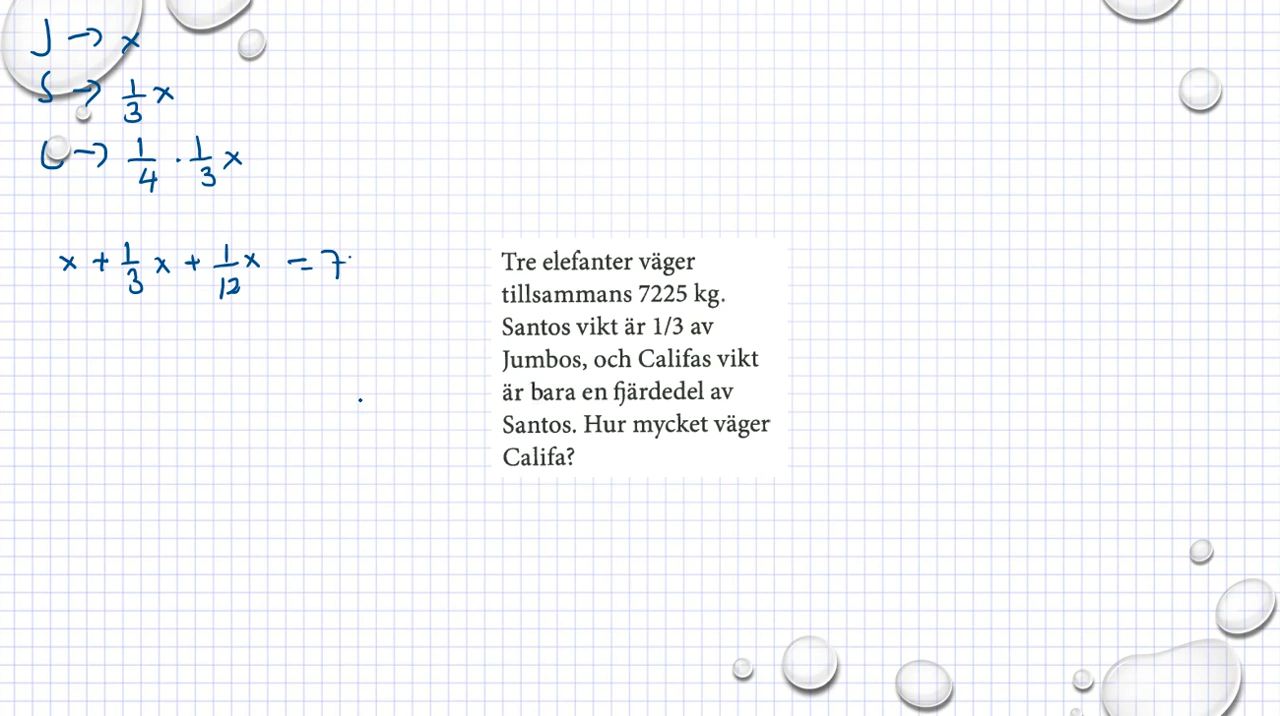 J → x
S → 1/3 x
C → 1/4 · 1/3 x
x + 1/3 x + 1/12 x = 7
Tre elefanter väger
tillsammans 7225 kg.
Santos vikt är 1/3 av
Jumbos, och Califas vikt
är bara en fjärdedel av
Santos. Hur mycket väger
Califa?